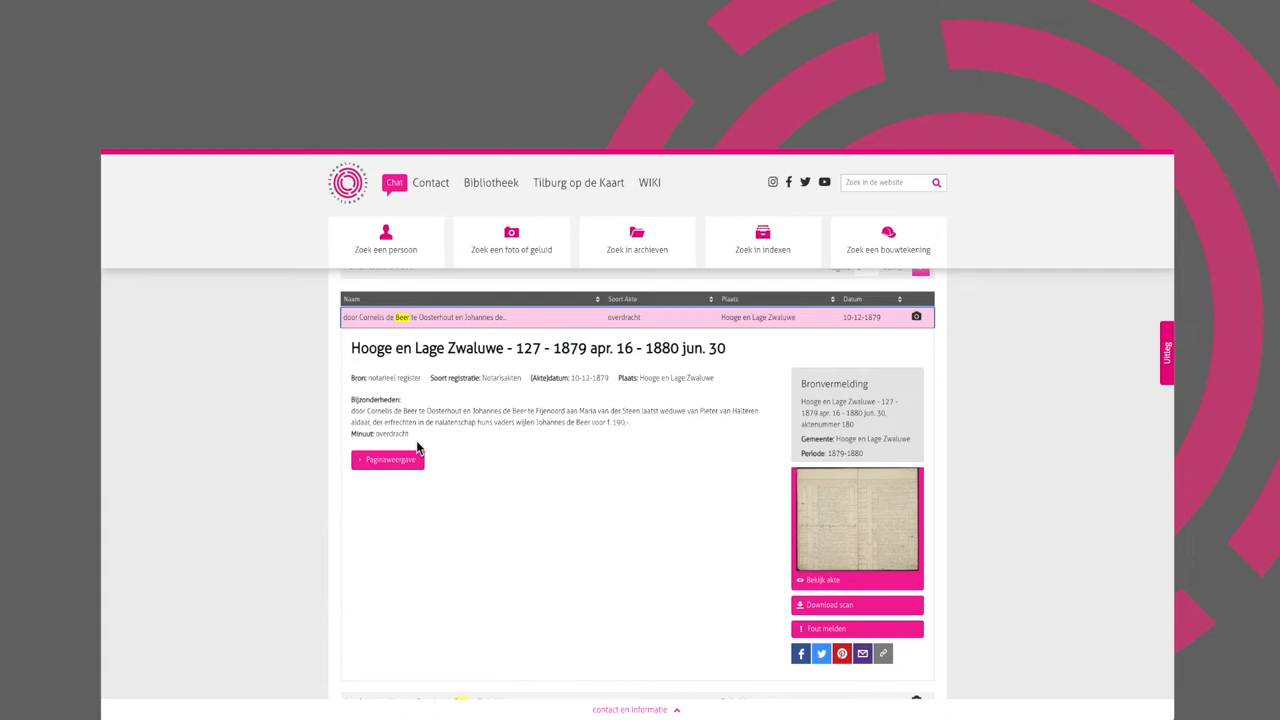 Chat Contact Bibliotheek Tilburg op de Kaart WIKI
Zoek in de website
Zoek een persoon Zoek een foto of geluid Zoek in archieven Zoek in indexen Zoek een bouwtekening
Naam Soort Akte Plaats Datum
door Cornelis de Beer te Oosterhout en Johannes de... overdracht Hooge en Lage Zwaluwe 10-12-1879
Hooge en Lage Zwaluwe - 127 - 1879 apr. 16 - 1880 jun. 30
Bron: notarieel register Soort registratie: Notarisakten (Akte)datum: 10-12-1879 Plaats: Hooge en Lage Zwaluwe
Bijzonderheden:
door Cornelis de Beer te Oosterhout en Johannes de Beer te Fijenoord aan Maria van der Steen laatst weduwe van Pieter van Halteren
aldaar, der erfrechten in de nalatenschap huns vaders wijlen Johannes de Beer voor f. 190,-.
Minuut: overdracht
Paginaweergave
Bronvermelding
Hooge en Lage Zwaluwe - 127 -
1879 apr. 16 - 1880 jun. 30,
aktenummer 180
Gemeente: Hooge en Lage Zwaluwe
Periode: 1879-1880
Bekijk akte
Download scan
Fout melden
Uitleg
contact en informatie